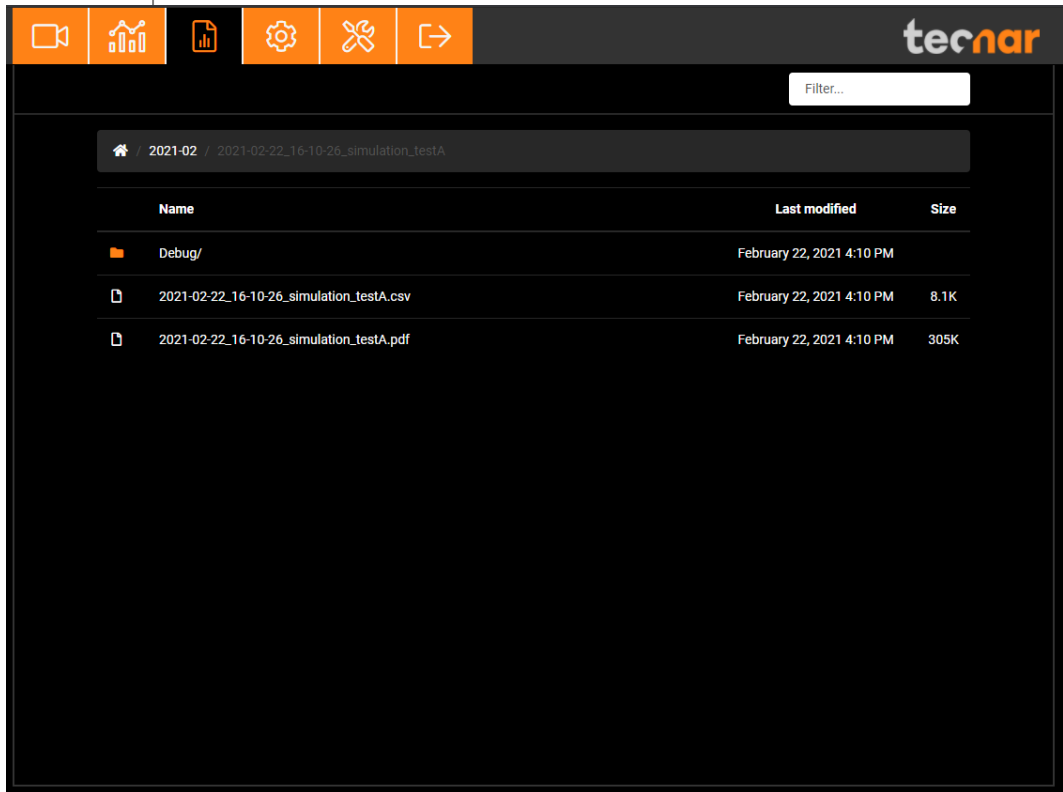 tecnar
Filter...
/ 2021-02 / 2021-02-22_16-10-26_simulation_testA
Name Last modified Size
Debug/ February 22, 2021 4:10 PM
2021-02-22_16-10-26_simulation_testA.csv February 22, 2021 4:10 PM 8.1K
2021-02-22_16-10-26_simulation_testA.pdf February 22, 2021 4:10 PM 305K